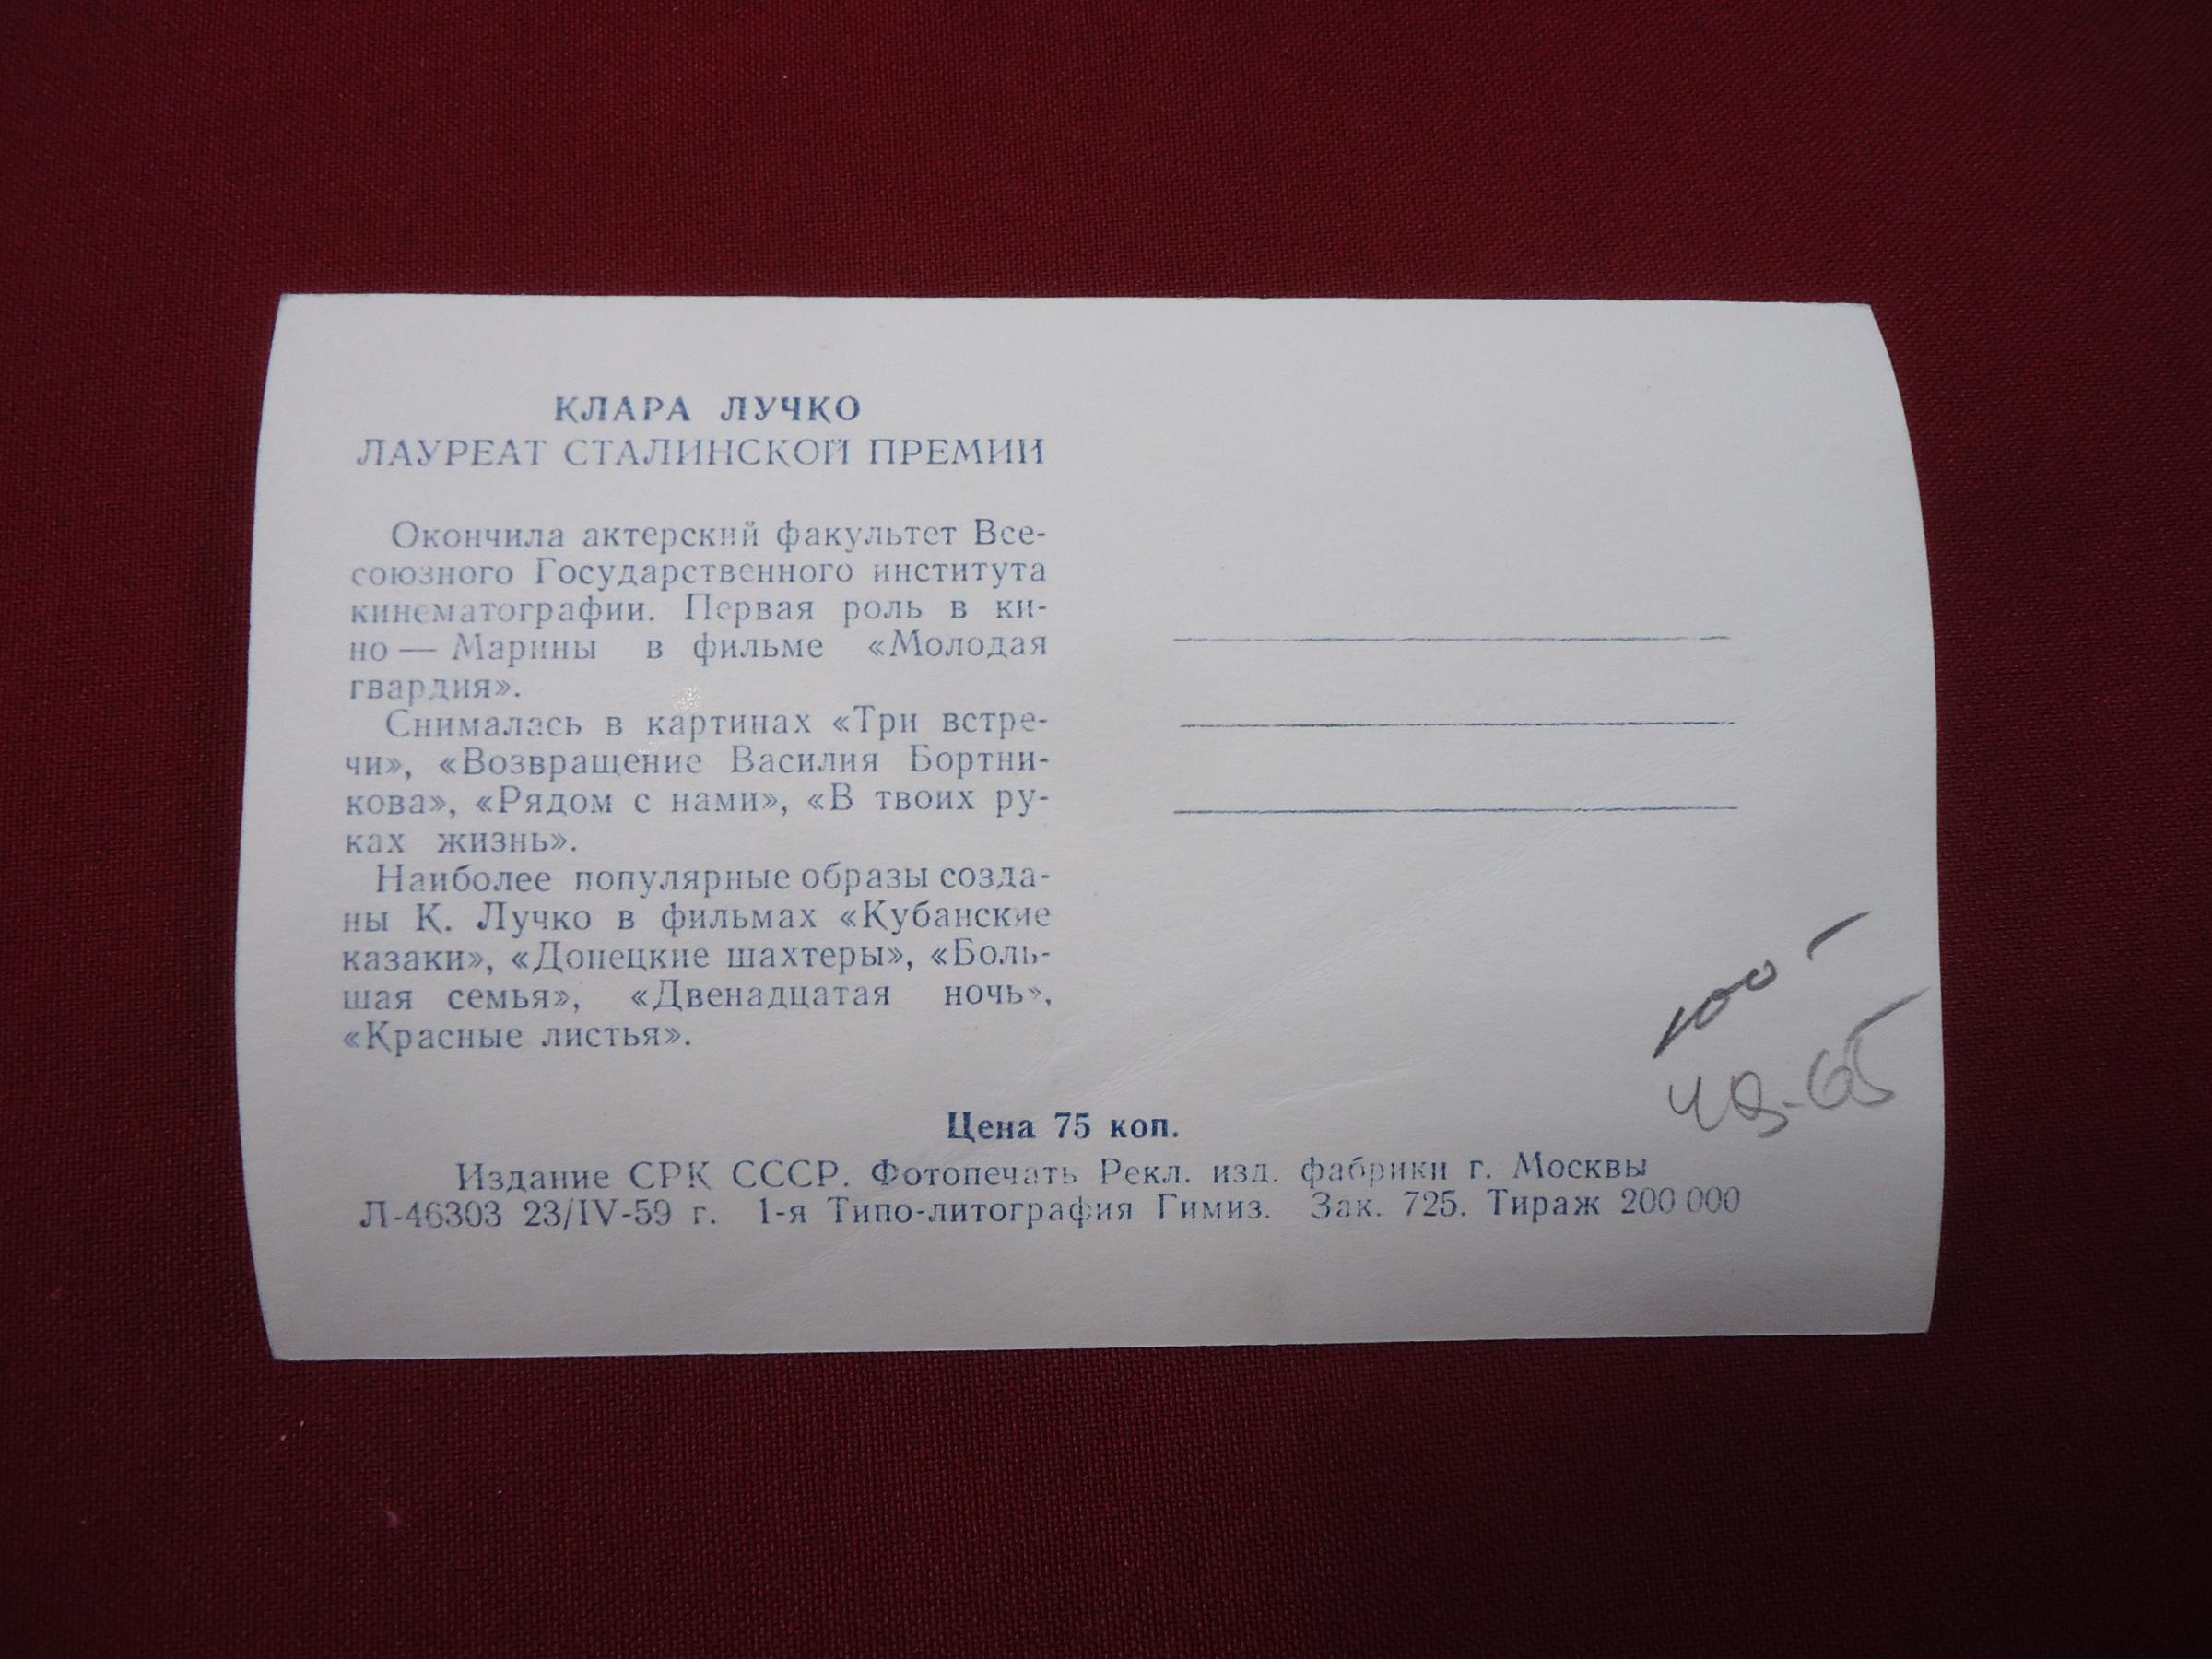 КЛАРА ЛУЧКО
ЛАУРЕАТ СТАЛИНСКОЙ ПРЕМИИ
Окончила актерский факультет Все-
союзного Государственного института
кинематографии. Первая роль в ки-
но — Марины в фильме «Молодая
гвардия».
Снималась в картинах «Три встре-
чи», «Возвращение Василия Бортни-
кова», «Рядом с нами», «В твоих ру-
ках жизнь».
Наиболее популярные образы созда-
ны К. Лучко в фильмах «Кубанские
казаки», «Донецкие шахтеры», «Боль-
шая семья», «Двенадцатая ночь»,
«Красные листья».
100 -
Цена 75 коп.
Издание СРК СССР. Фотопечать Рекл. изд. фабрики г. Москвы
Л-46303 23/IV-59 г. 1-я Типо-литография Гимиз. Зак. 725. Тираж 200 000